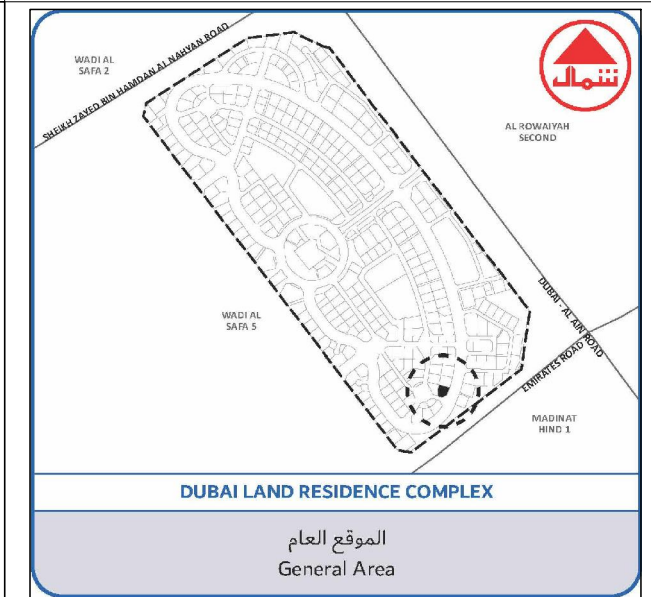 WADI AL
SAFA 2
SHEIKH ZAYED BIN HAMDAN AL NAHYAN ROAD
شمال
AL ROWAIYAH
SECOND
WADI AL
SAFA 5
DUBAI - AL AIN ROAD
EMIRATES ROAD
MADINAT
HIND 1
DUBAI LAND RESIDENCE COMPLEX
الموقع العام
General Area